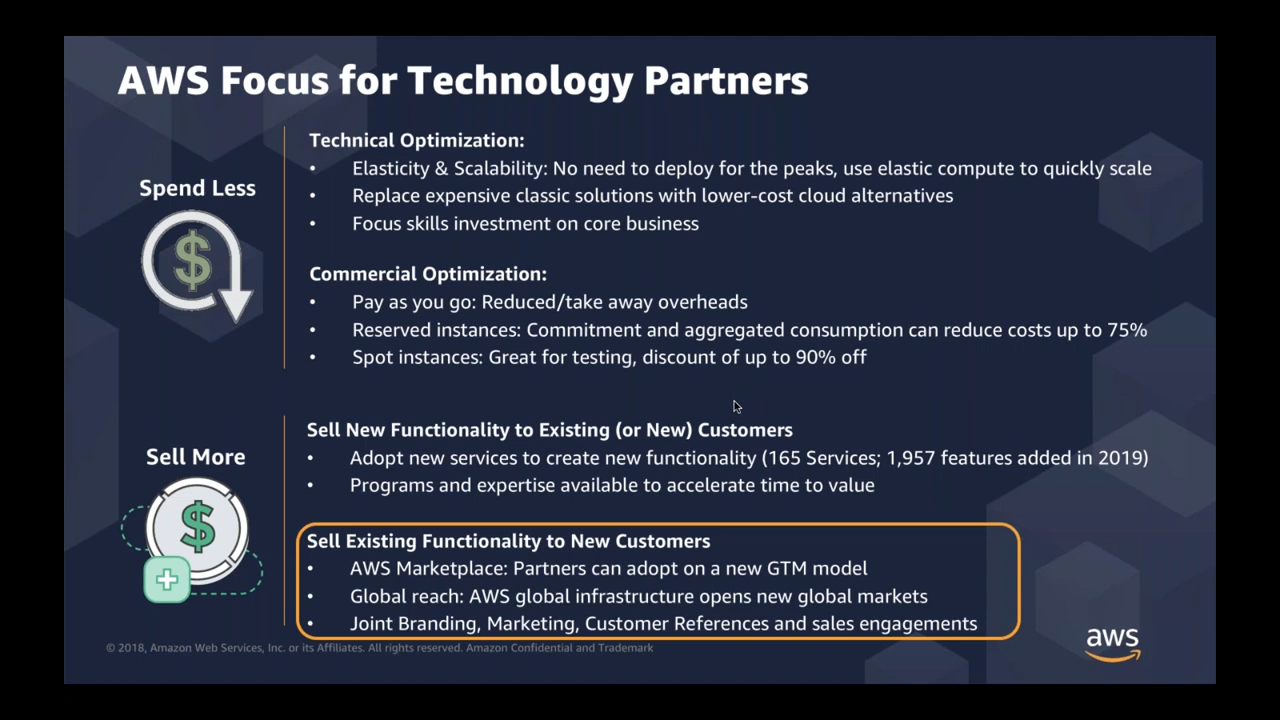 AWS Focus for Technology Partners
Spend Less
Technical Optimization:
• Elasticity & Scalability: No need to deploy for the peaks, use elastic compute to quickly scale
• Replace expensive classic solutions with lower-cost cloud alternatives
• Focus skills investment on core business
Commercial Optimization:
• Pay as you go: Reduced/take away overheads
• Reserved instances: Commitment and aggregated consumption can reduce costs up to 75%
• Spot instances: Great for testing, discount of up to 90% off
Sell More
Sell New Functionality to Existing (or New) Customers
• Adopt new services to create new functionality (165 Services; 1,957 features added in 2019)
• Programs and expertise available to accelerate time to value
Sell Existing Functionality to New Customers
• AWS Marketplace: Partners can adopt on a new GTM model
• Global reach: AWS global infrastructure opens new global markets
• Joint Branding, Marketing, Customer References and sales engagements
© 2018, Amazon Web Services, Inc. or its Affiliates. All rights reserved. Amazon Confidential and Trademark
aws